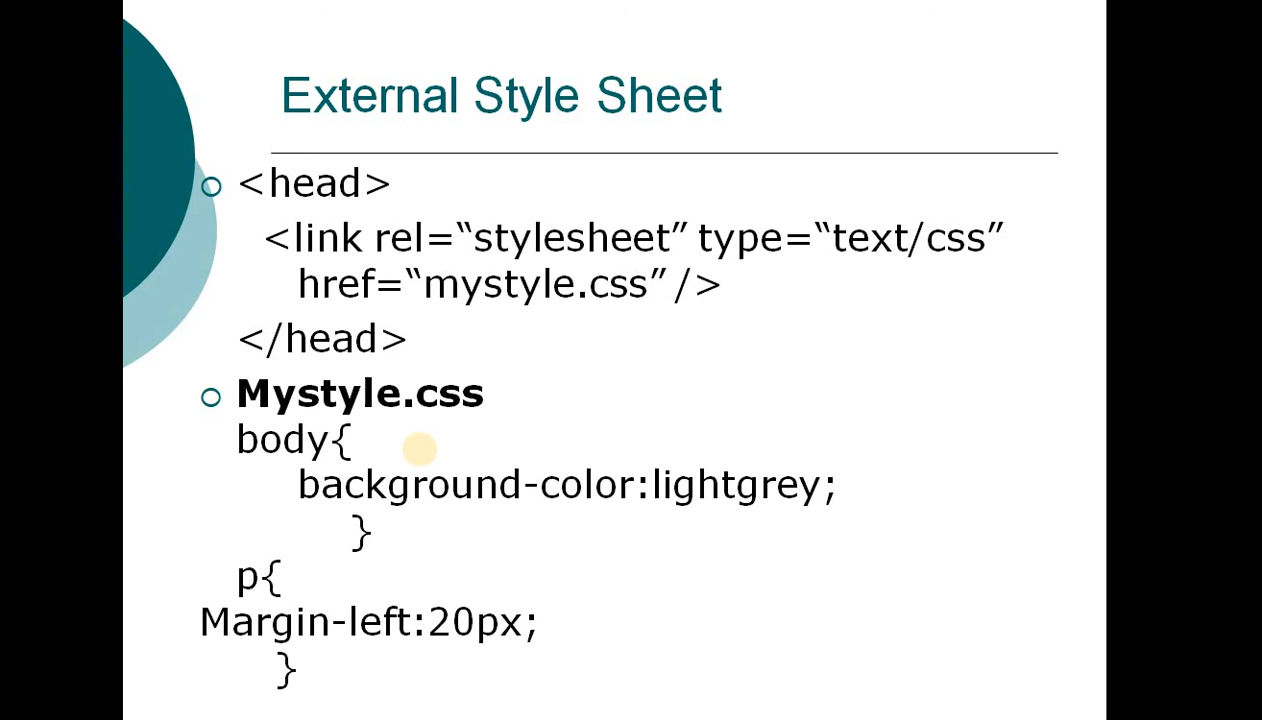 External Style Sheet
<head>
<link rel=“stylesheet” type=“text/css”
href=“mystyle.css” />
</head>
Mystyle.css
body{
background-color:lightgrey;
}
p{
Margin-left:20px;
}